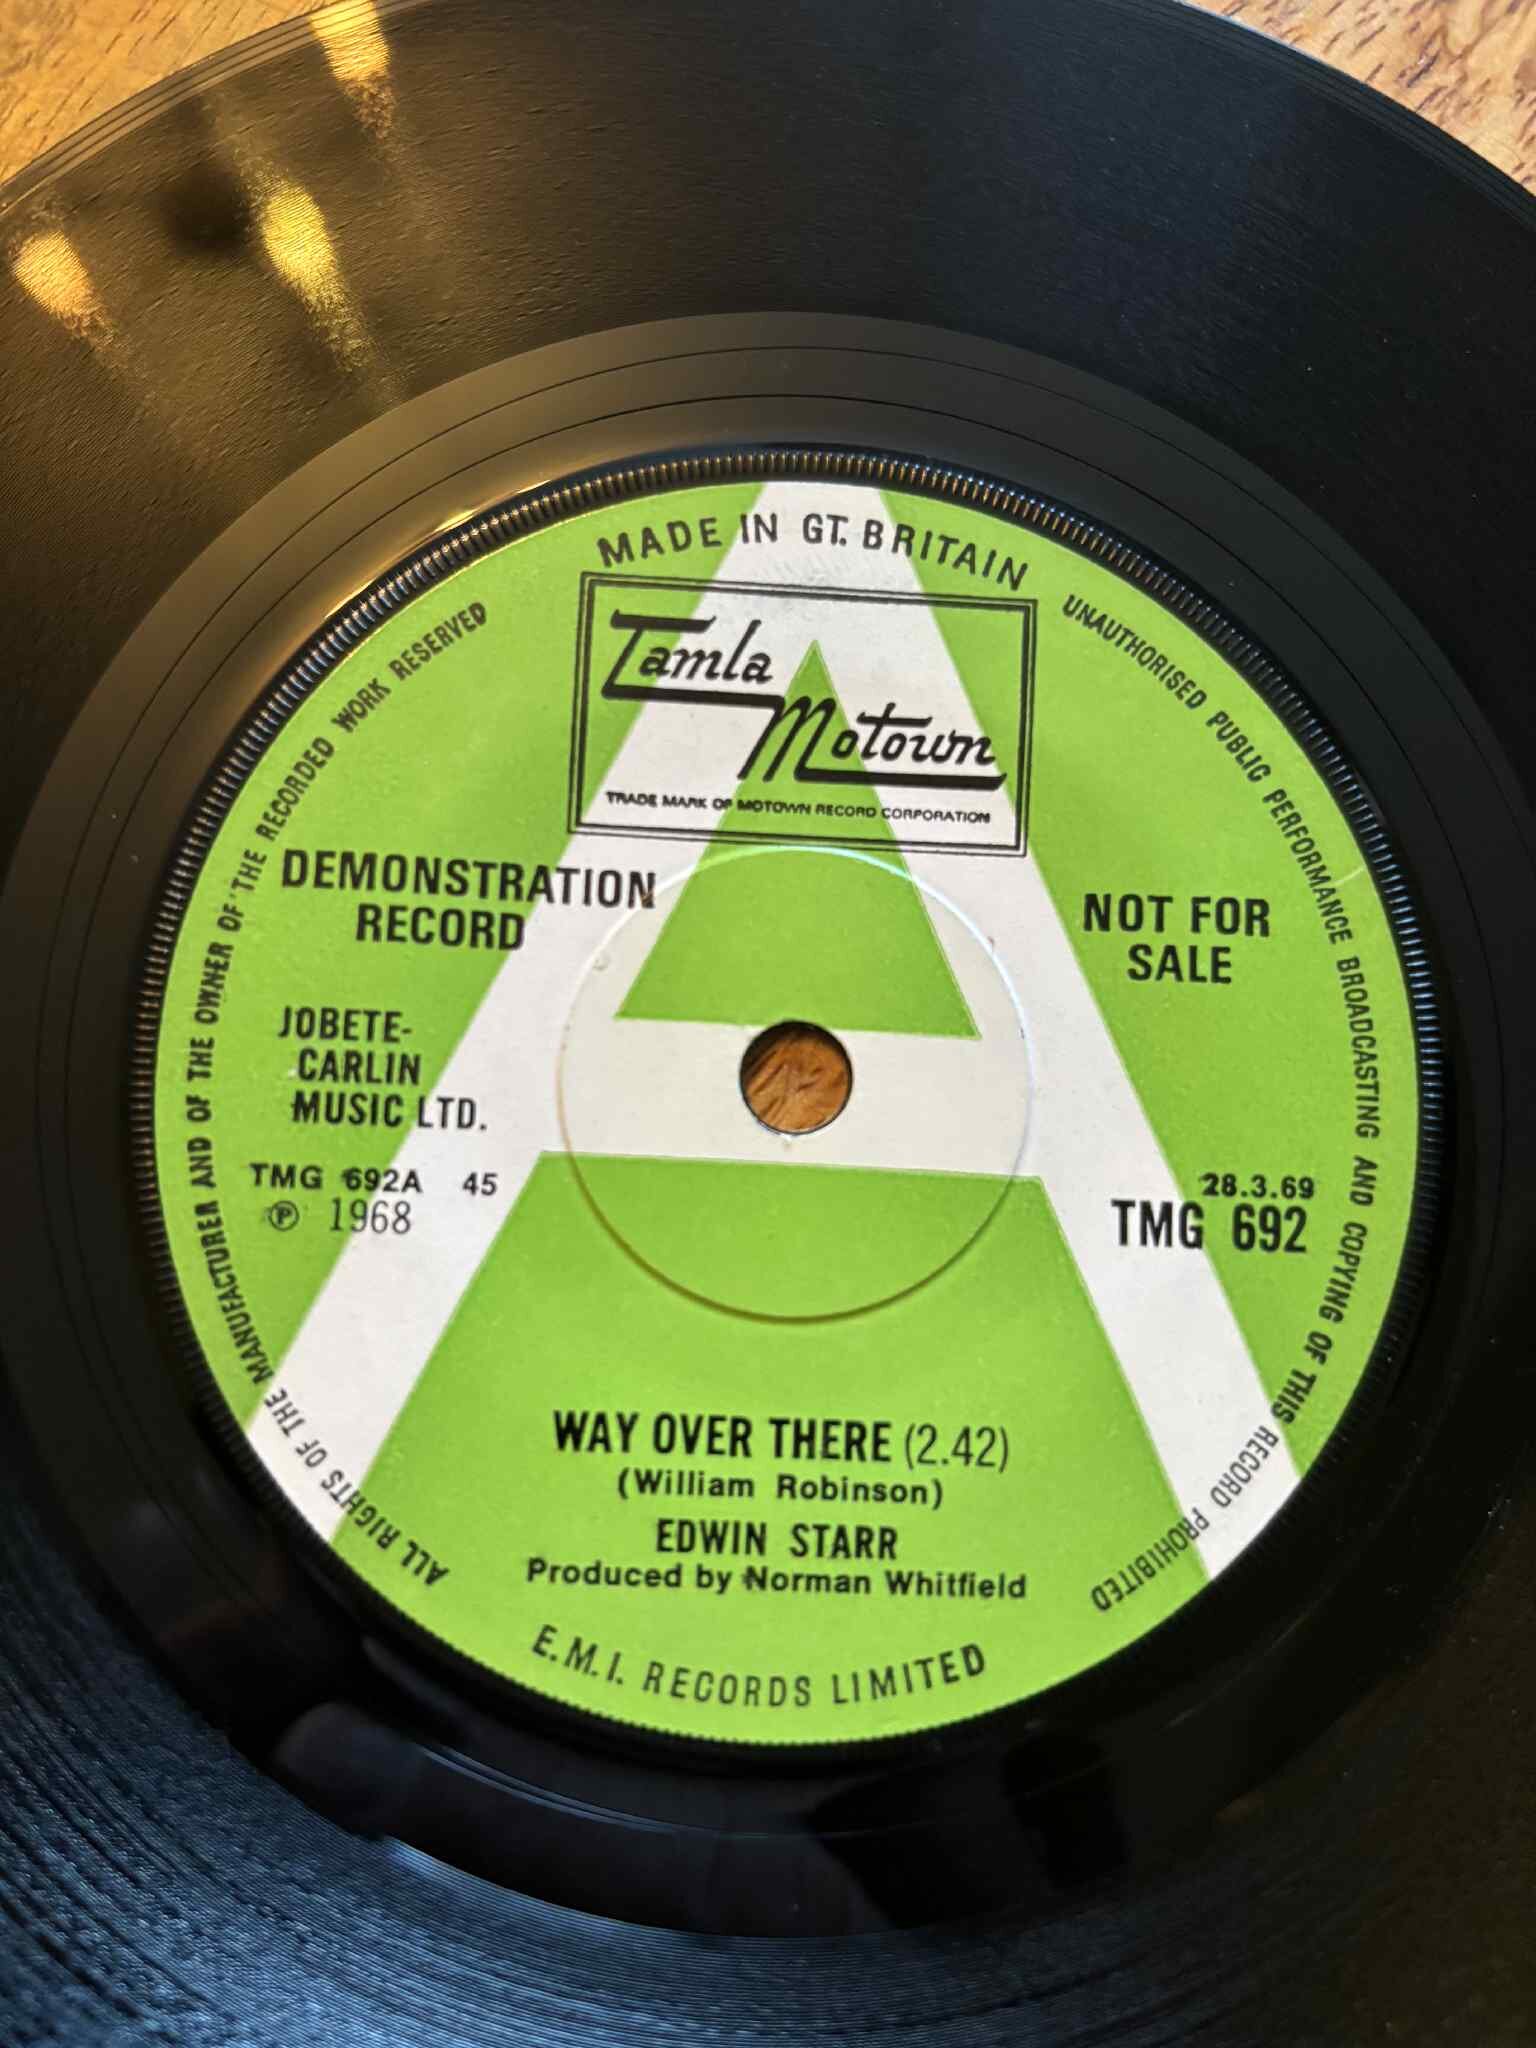 MADE IN GT. BRITAIN
Tamla
Motown
TRADE MARK OF MOTOWN RECORD CORPORATION
ALL RIGHTS OF THE MANUFACTURER AND OF THE OWNER OF THE RECORDED WORK RESERVED
UNAUTHORISED PUBLIC PERFORMANCE BROADCASTING AND COPYING OF THIS RECORD PROHIBITED
A
DEMONSTRATION
RECORD
NOT FOR
SALE
JOBETE-
CARLIN
MUSIC LTD.
TMG 692A 45
℗ 1968
28.3.69
TMG 692
WAY OVER THERE (2.42)
(William Robinson)
EDWIN STARR
Produced by Norman Whitfield
E.M.I. RECORDS LIMITED